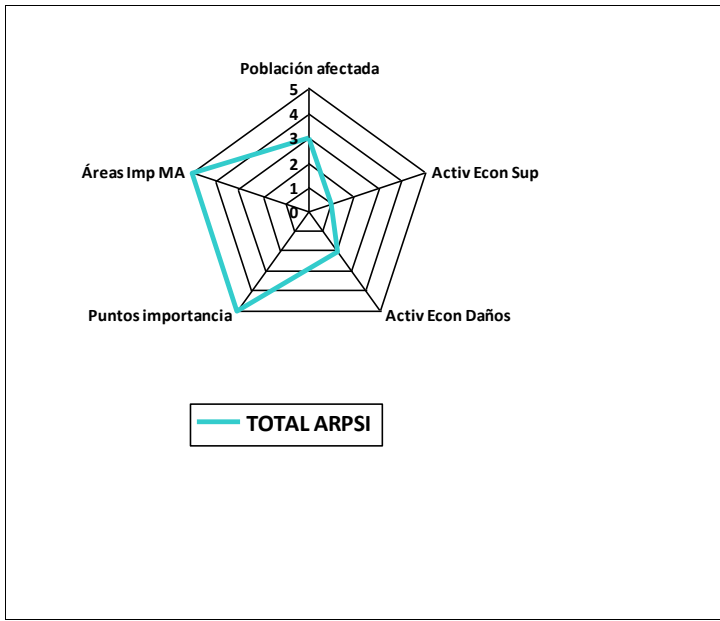 Población afectada
5
4
3
2
1
0
Áreas Imp MA
Activ Econ Sup
Puntos importancia
Activ Econ Daños
TOTAL ARPSI